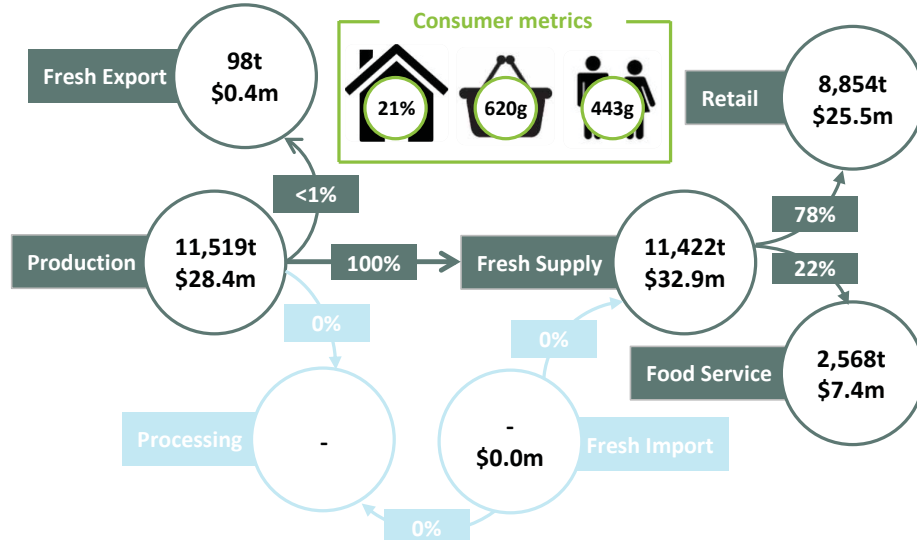 Consumer metrics
21%
620g
443g
Fresh Export
98t
$0.4m
Retail
8,854t
$25.5m
<1%
78%
Production
11,519t
$28.4m
100%
Fresh Supply
11,422t
$32.9m
22%
0%
0%
Food Service
2,568t
$7.4m
Processing
-
-
$0.0m
Fresh Import
0%